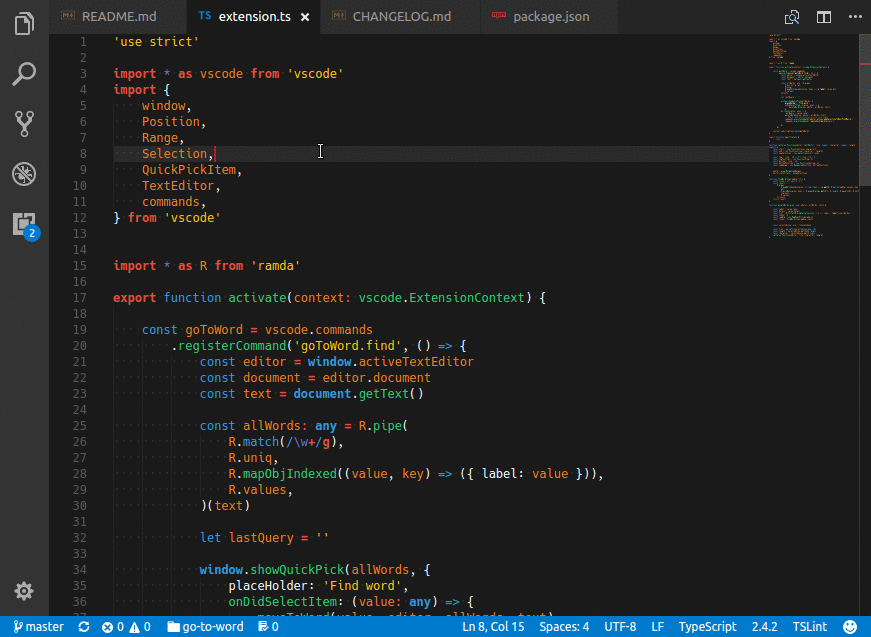 README.md
TS extension.ts ×
CHANGELOG.md
package.json
1 'use strict'
2
3 import * as vscode from 'vscode'
4 import {
5     window,
6     Position,
7     Range,
8     Selection,
9     QuickPickItem,
10     TextEditor,
11     commands,
12 } from 'vscode'
13
14
15 import * as R from 'ramda'
16
17 export function activate(context: vscode.ExtensionContext) {
18
19     const goToWord = vscode.commands
20         .registerCommand('goToWord.find', () => {
21             const editor = window.activeTextEditor
22             const document = editor.document
23             const text = document.getText()
24
25             const allWords: any = R.pipe(
26                 R.match(/\w+/g),
27                 R.uniq,
28                 R.mapObjIndexed((value, key) => ({ label: value })),
29                 R.values,
30             )(text)
31
32             let lastQuery = ''
33
34             window.showQuickPick(allWords, {
35                 placeHolder: 'Find word',
36                 onDidSelectItem: (value: any) => {
2
master 0 0 go-to-word 0 Ln 8, Col 15 Spaces: 4 UTF-8 LF TypeScript 2.4.2 TSLint